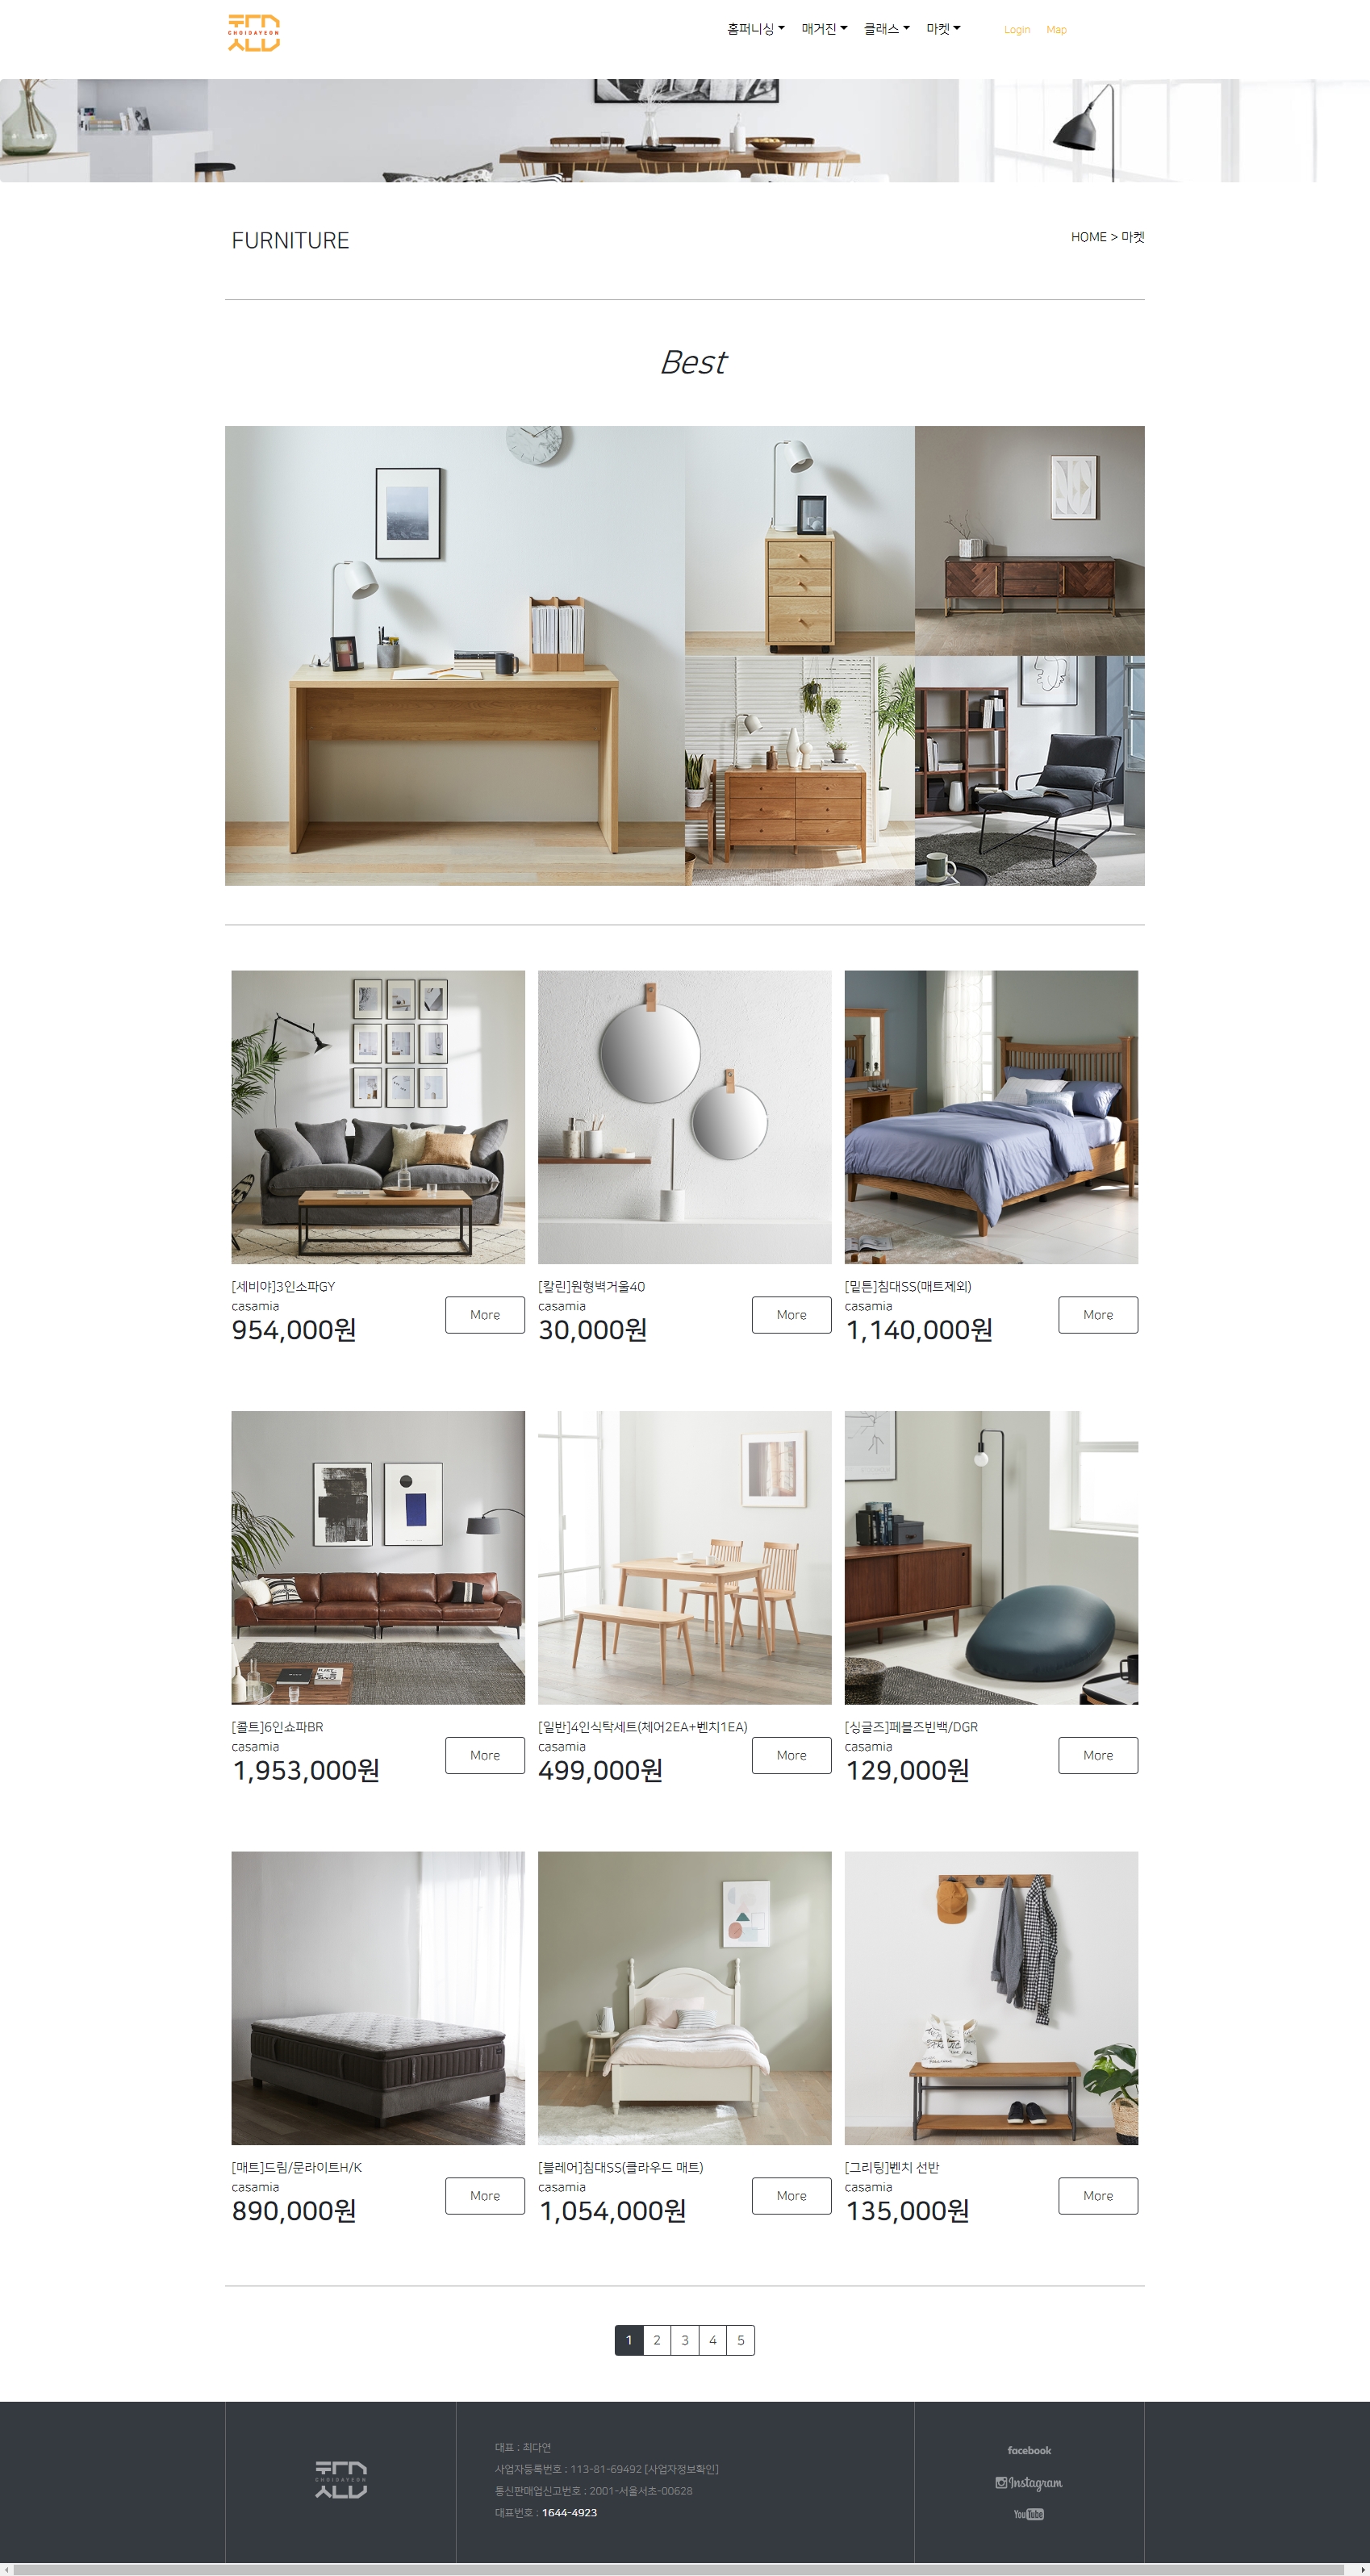 CHOIDAYEON
홈퍼니싱 매거진 클래스 마켓 Login Map
FURNITURE
HOME > 마켓
Best
[세비야]3인소파GY
casamia
954,000원
More
[칼린]원형벽거울40
casamia
30,000원
More
[밑튼]침대SS(매트제외)
casamia
1,140,000원
More
[콜트]6인쇼파BR
casamia
1,953,000원
More
[일반]4인식탁세트(체어2EA+벤치1EA)
casamia
499,000원
More
[싱글즈]페블즈빈백/DGR
casamia
129,000원
More
[매트]드림/문라이트H/K
casamia
890,000원
More
[블레어]침대SS(클라우드 매트)
casamia
1,054,000원
More
[그리팅]벤치 선반
casamia
135,000원
More
1 2 3 4 5
CHOIDAYEON
대표 : 최다연
사업자등록번호 : 113-81-69492 [사업자정보확인]
통신판매업신고번호 : 2001-서울서초-00628
대표번호 : 1644-4923
facebook
Instagram
YouTube